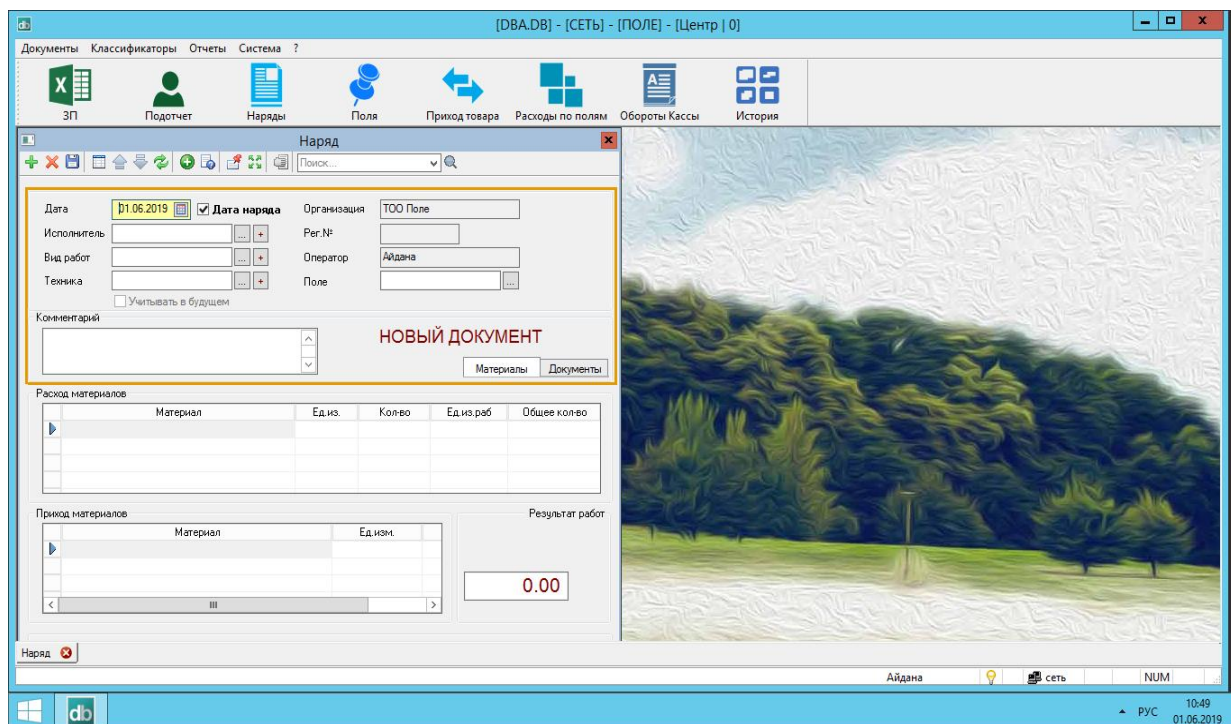 [DBA.DB] - [СЕТЬ] - [ПОЛЕ] - [Центр | 0]
Документы Классификаторы Отчеты Система ?
ЗП Подотчет Наряды Поля Приход товара Расходы по полям Обороты Кассы История
Наряд
Поиск...
Дата 01.06.2019 Дата наряда Организация ТОО Поле
Исполнитель ... + Рег.№
Вид работ ... + Оператор Айдана
Техника ... + Поле ...
Учитывать в будущем
Комментарий
НОВЫЙ ДОКУМЕНТ
Материалы Документы
Расход материалов
Материал Ед.из. Кол-во Ед.из.раб Общее кол-во
Приход материалов Результат работ
Материал Ед.изм.
0.00
Наряд
Айдана сеть NUM
db РУС 10:49
01.06.2019